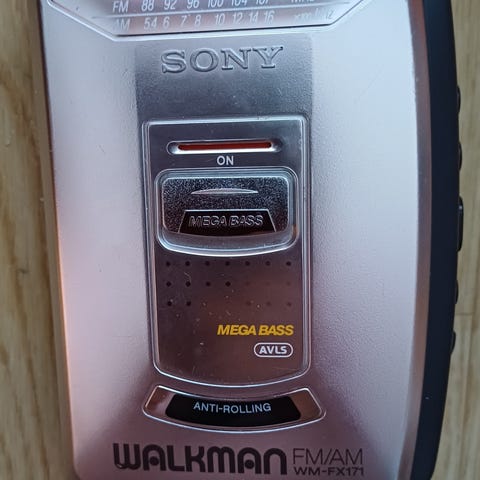 FM 88 92 96 100 104 107
AM 54 6 7 8 10 12 14 16
SONY
ON
MEGA BASS
MEGA BASS
AVLS
ANTI-ROLLING
WALKMAN FM/AM
WM-FX171